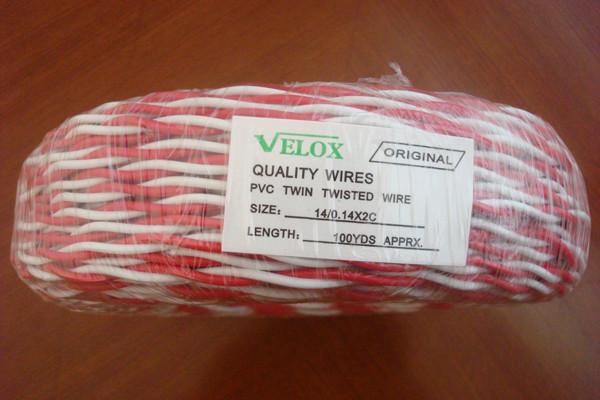 VELOX
ORIGINAL
QUALITY WIRES
PVC TWIN TWISTED WIRE
SIZE: 14/0.14X2C
LENGTH: 100YDS APPRX.